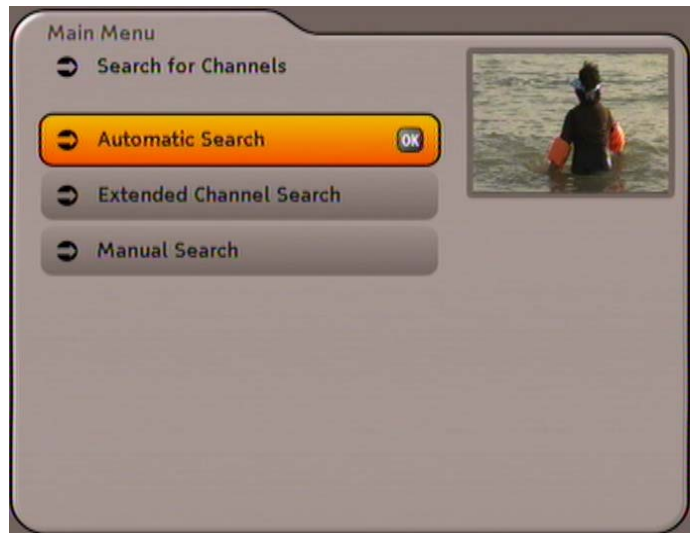 Main Menu
Search for Channels
Automatic Search OK
Extended Channel Search
Manual Search